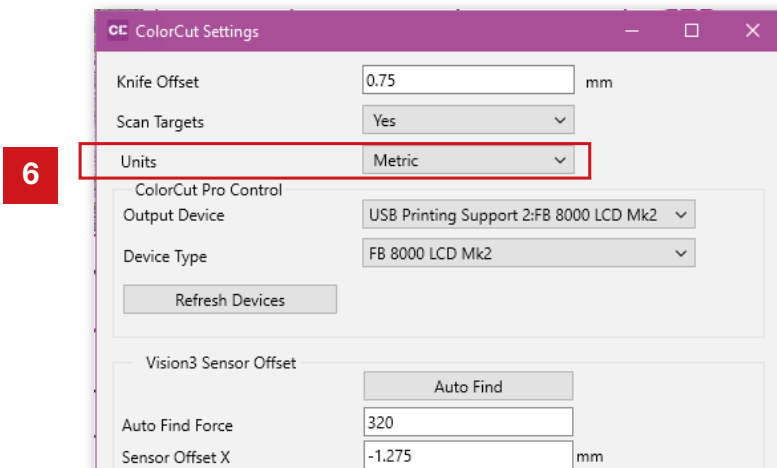 CE ColorCut Settings
Knife Offset 0.75 mm
Scan Targets Yes
6 Units Metric
ColorCut Pro Control
Output Device USB Printing Support 2:FB 8000 LCD Mk2
Device Type FB 8000 LCD Mk2
Refresh Devices
Vision3 Sensor Offset
Auto Find
Auto Find Force 320
Sensor Offset X -1.275 mm